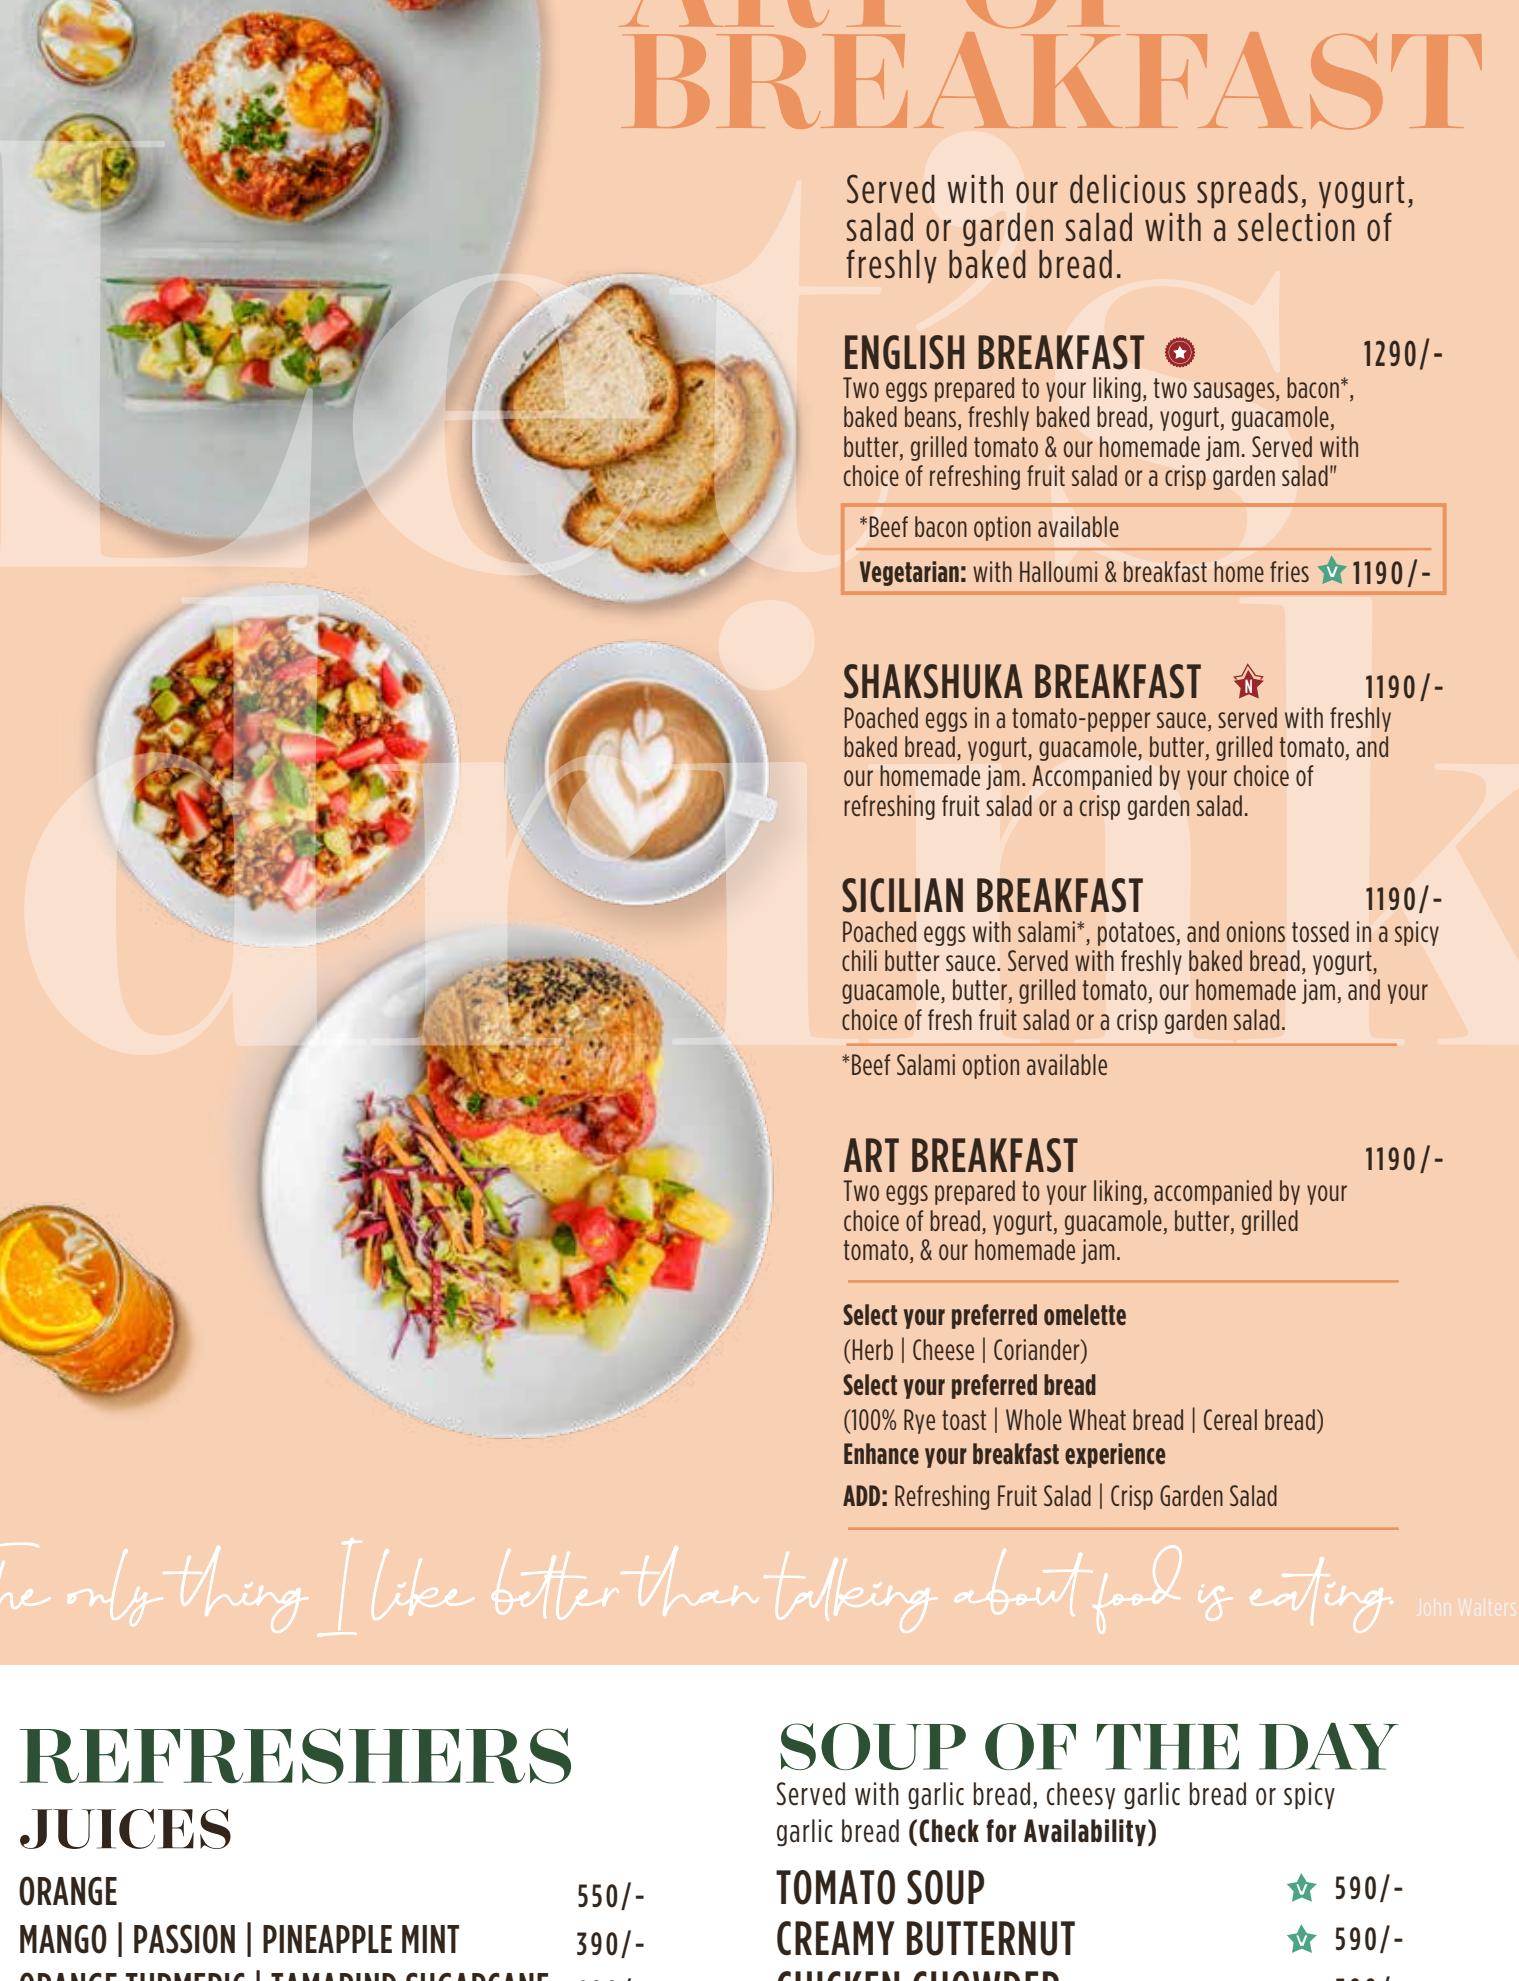 ART OF
BREAKFAST
Let's
drink
Served with our delicious spreads, yogurt,
salad or garden salad with a selection of
freshly baked bread.
ENGLISH BREAKFAST 1290/-
Two eggs prepared to your liking, two sausages, bacon*,
baked beans, freshly baked bread, yogurt, guacamole,
butter, grilled tomato & our homemade jam. Served with
choice of refreshing fruit salad or a crisp garden salad"
*Beef bacon option available
Vegetarian: with Halloumi & breakfast home fries V 1190/-
SHAKSHUKA BREAKFAST N 1190/-
Poached eggs in a tomato-pepper sauce, served with freshly
baked bread, yogurt, guacamole, butter, grilled tomato, and
our homemade jam. Accompanied by your choice of
refreshing fruit salad or a crisp garden salad.
SICILIAN BREAKFAST 1190/-
Poached eggs with salami*, potatoes, and onions tossed in a spicy
chili butter sauce. Served with freshly baked bread, yogurt,
guacamole, butter, grilled tomato, our homemade jam, and your
choice of fresh fruit salad or a crisp garden salad.
*Beef Salami option available
ART BREAKFAST 1190/-
Two eggs prepared to your liking, accompanied by your
choice of bread, yogurt, guacamole, butter, grilled
tomato, & our homemade jam.
Select your preferred omelette
(Herb | Cheese | Coriander)
Select your preferred bread
(100% Rye toast | Whole Wheat bread | Cereal bread)
Enhance your breakfast experience
ADD: Refreshing Fruit Salad | Crisp Garden Salad
he only thing I like better than talking about food is eating. John Walters
REFRESHERS
JUICES
ORANGE 550/-
MANGO | PASSION | PINEAPPLE MINT 390/-
ORANGE TURMERIC | TAMARIND SUGARCANE
SOUP OF THE DAY
Served with garlic bread, cheesy garlic bread or spicy
garlic bread (Check for Availability)
TOMATO SOUP V 590/-
CREAMY BUTTERNUT V 590/-
CHICKEN CHOWDER